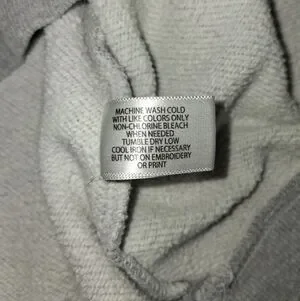 MACHINE WASH COLD
WITH LIKE COLORS ONLY
NON-CHLORINE BLEACH
WHEN NEEDED
TUMBLE DRY LOW
COOL IRON IF NECESSARY
BUT NOT ON EMBROIDERY
OR PRINT